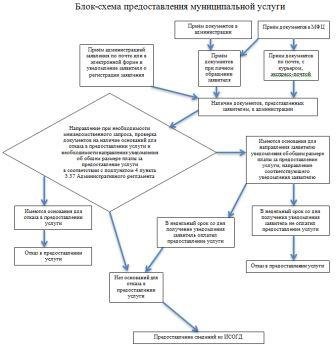 Блок-схема предоставления муниципальной услуги
Приём документов в
администрации
Приём документов в МФЦ
Приём администрацией
заявления по почте или в
электронной форме и
уведомление заявителя о
регистрации заявления
Приём
документов
при личном
обращении
заявителя
Прием
документов
по почте, с
курьером,
экспресс-почтой
Наличие документов, предоставленных
заявителем, в администрации
Направление при необходимости
межведомственного запроса, проверка
документов на наличие оснований для
отказа в предоставлении услуги и
необходимости направления уведомления
об общем размере платы за
предоставление услуги
в соответствии с подпунктом 4 пункта
3.37 Административного регламента
Имеются основания для
направления заявителю
уведомления об общем размере
платы за предоставление
услуги, направление
соответствующего
уведомления заявителю
Имеются основания для
отказа в предоставлении
услуги
В недельный срок со дня
получения уведомления
заявитель оплатил
предоставление услуги
В недельный срок со дня
получения уведомления
заявитель не оплатил
предоставление услуги
Отказ в предоставлении
услуги
Нет оснований для
отказа в
предоставлении
услуги
Отказ в предоставлении услуги
Предоставление сведений из ИСОГД